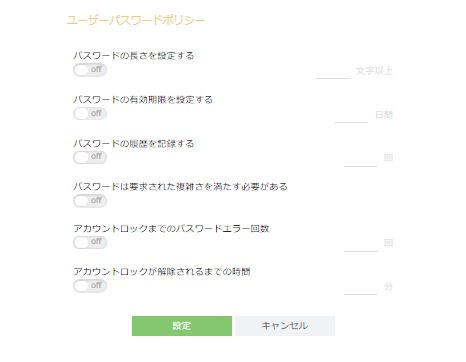 ユーザーパスワードポリシー
パスワードの長さを設定する
off
文字以上
パスワードの有効期限を設定する
off
日間
パスワードの履歴を記録する
off
回
パスワードは要求された複雑さを満たす必要がある
off
アカウントロックまでのパスワードエラー回数
off
回
アカウントロックが解除されるまでの時間
off
分
設定
キャンセル